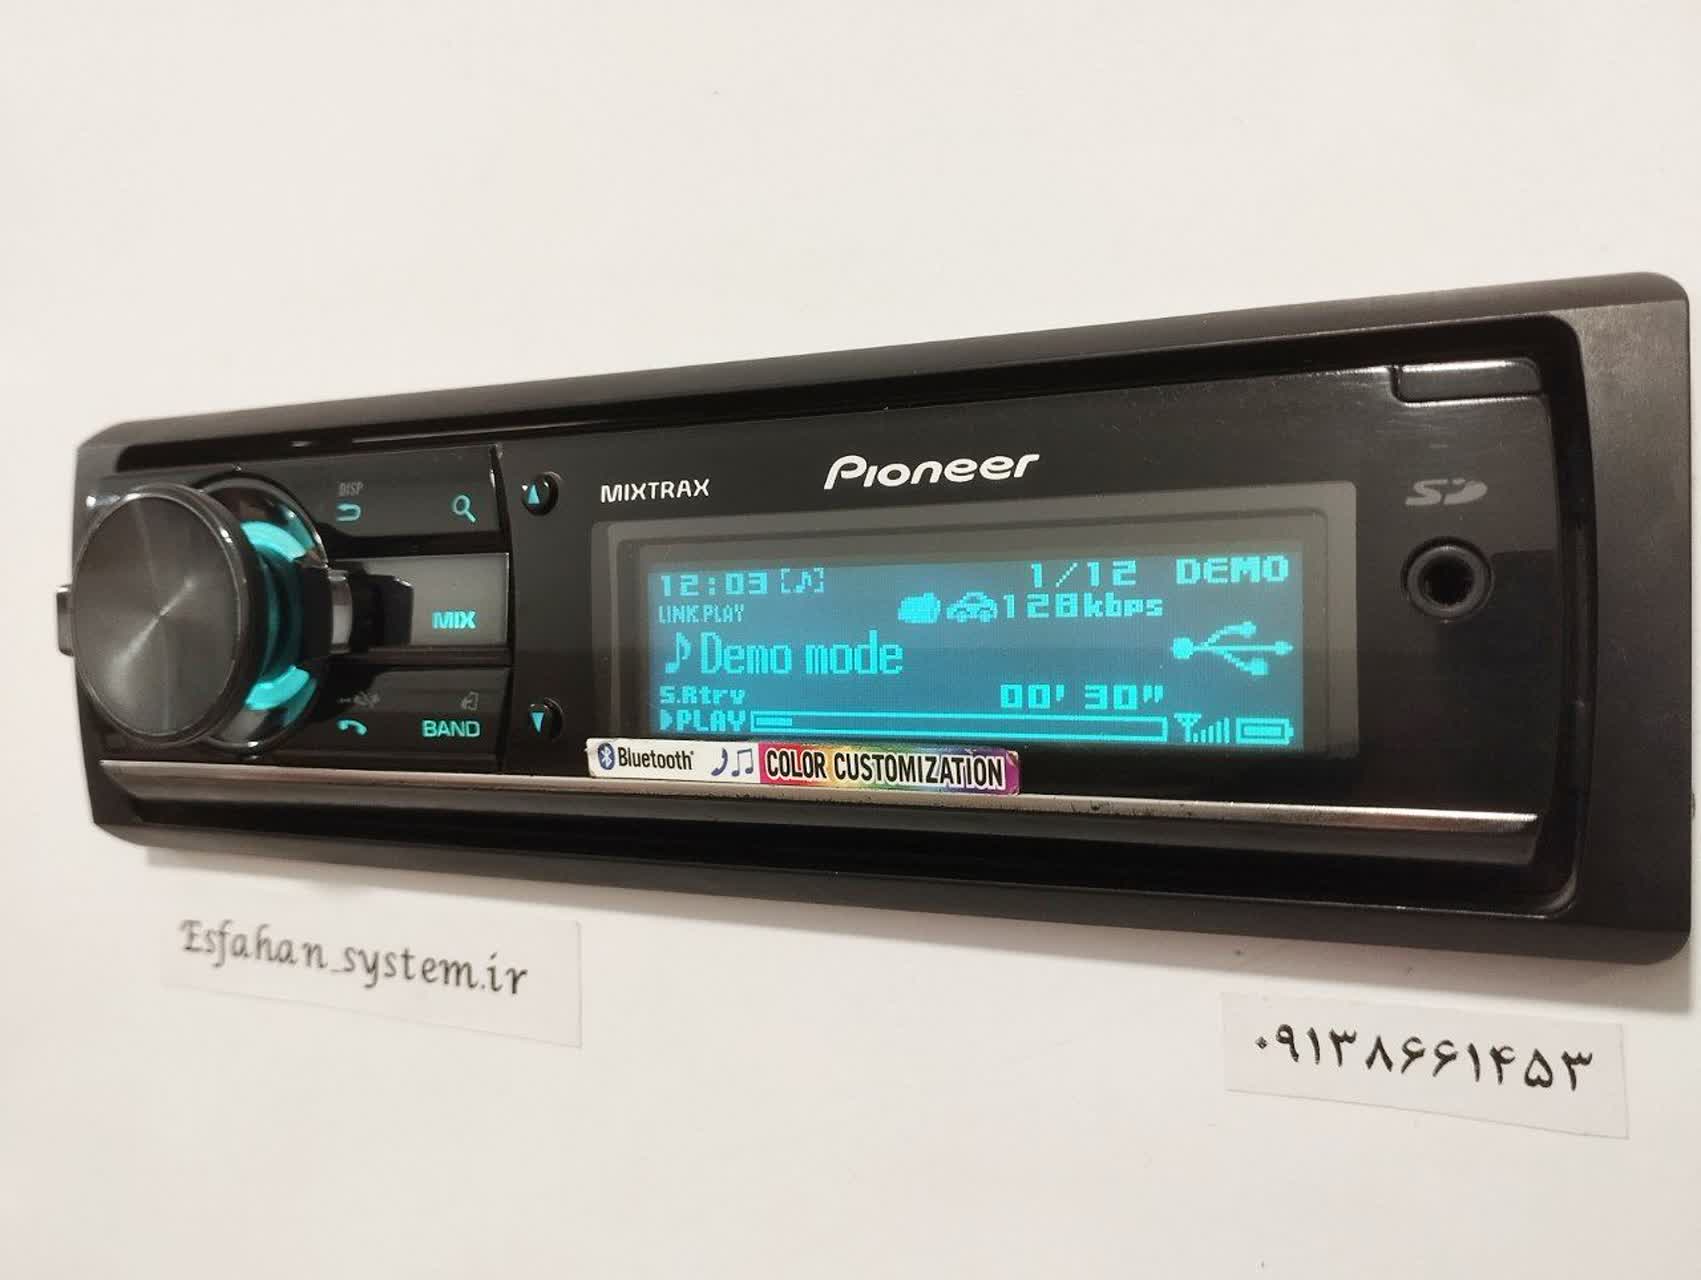 Pioneer
MIXTRAX
DISP
MIX
BAND
SD
12:03 1/12 DEMO
LINK PLAY 128kbps
Demo mode
S.Rtrv 00' 30"
PLAY
Bluetooth COLOR CUSTOMIZATION
Esfahan_system.ir
۰۹۱۳۸۶۶۱۴۵۳